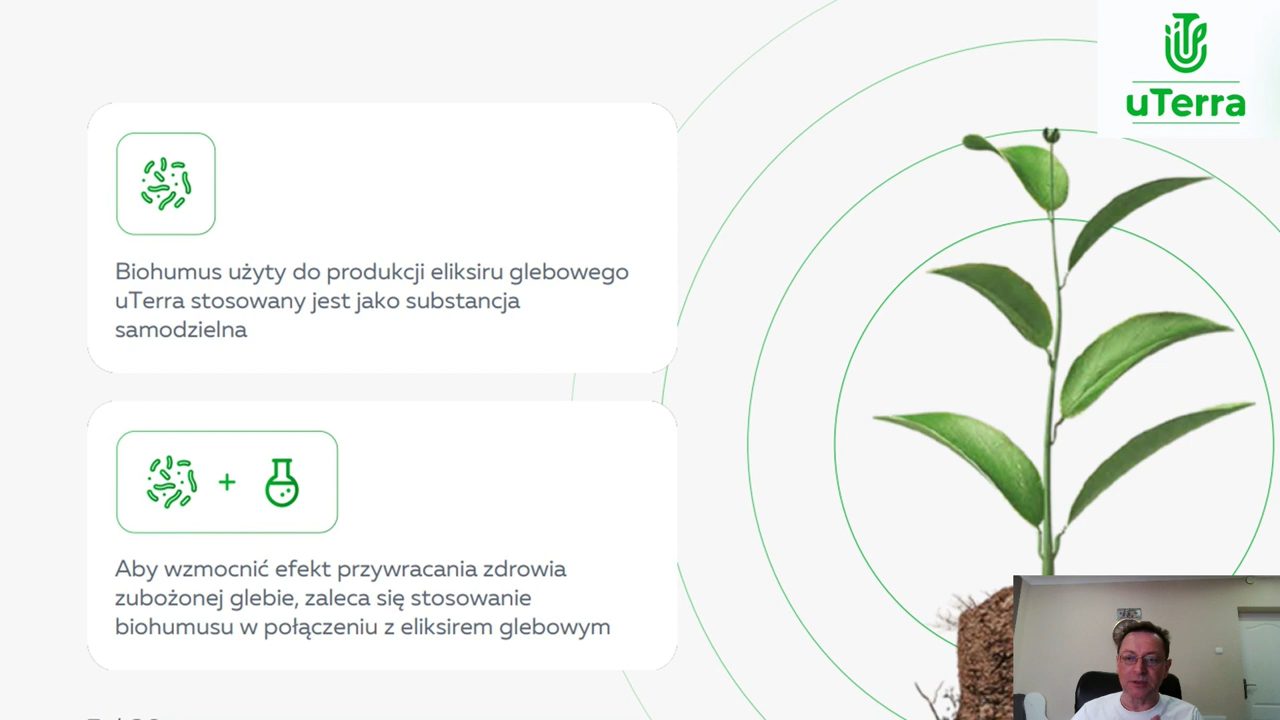 uTerra
Biohumus użyty do produkcji eliksiru glebowego
uTerra stosowany jest jako substancja
samodzielna
+
Aby wzmocnić efekt przywracania zdrowia
zubożonej glebie, zaleca się stosowanie
biohumusu w połączeniu z eliksirem glebowym